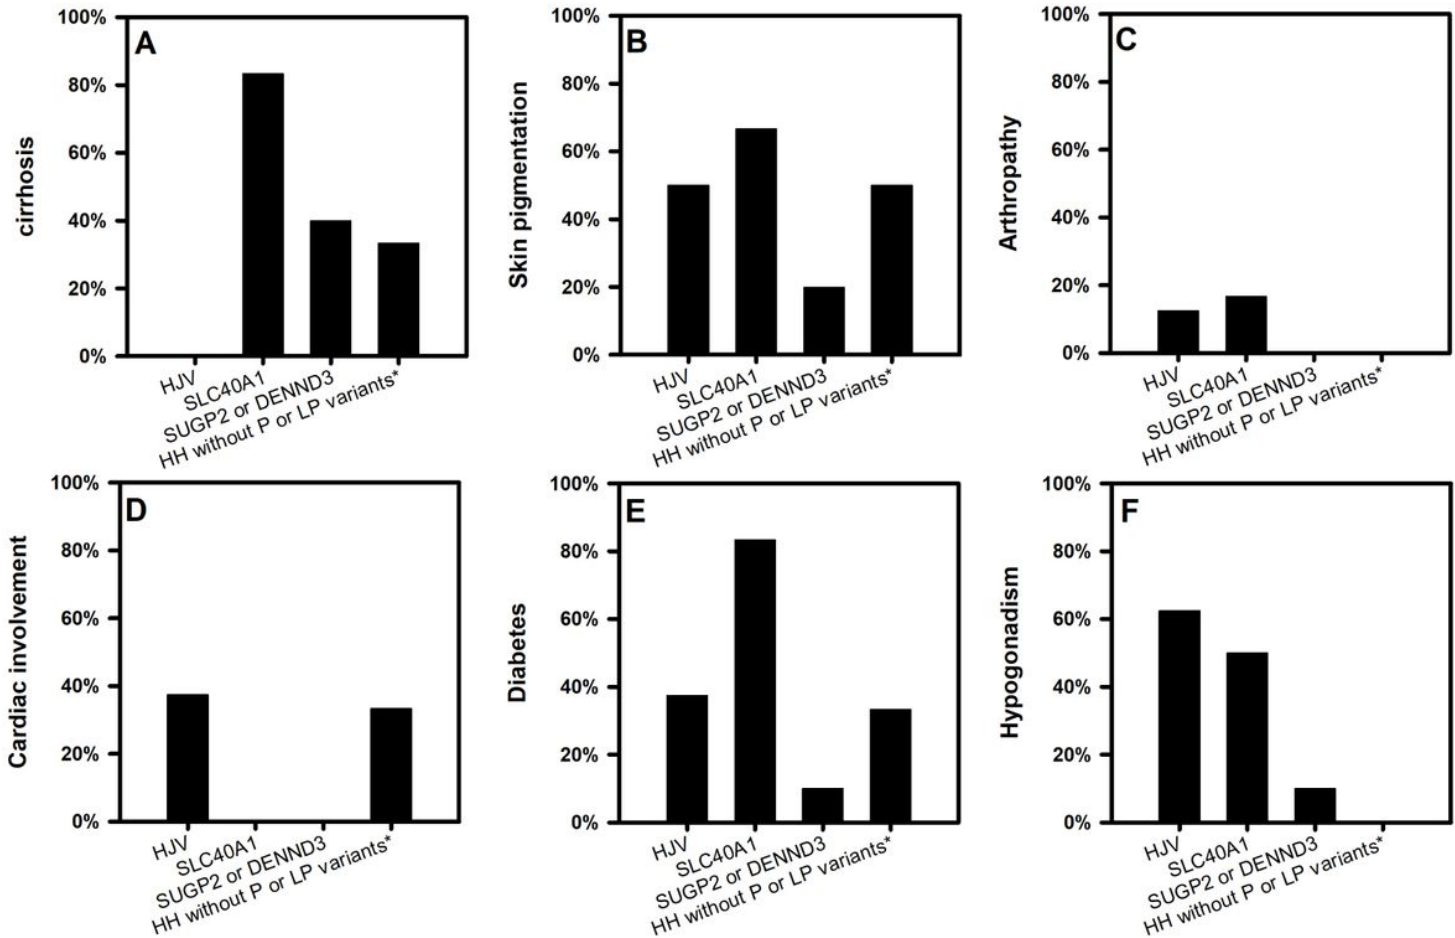 A
cirrhosis
100%
80%
60%
40%
20%
0%
HJV
SLC40A1
SUGP2 or DENND3
HH without P or LP variants*
B
Skin pigmentation
100%
80%
60%
40%
20%
0%
HJV
SLC40A1
SUGP2 or DENND3
HH without P or LP variants*
C
Arthropathy
100%
80%
60%
40%
20%
0%
HJV
SLC40A1
SUGP2 or DENND3
HH without P or LP variants*
D
Cardiac involvement
100%
80%
60%
40%
20%
0%
HJV
SLC40A1
SUGP2 or DENND3
HH without P or LP variants*
E
Diabetes
100%
80%
60%
40%
20%
0%
HJV
SLC40A1
SUGP2 or DENND3
HH without P or LP variants*
F
Hypogonadism
100%
80%
60%
40%
20%
0%
HJV
SLC40A1
SUGP2 or DENND3
HH without P or LP variants*